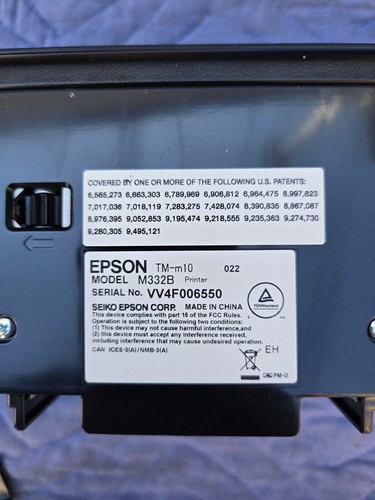 COVERED BY ONE OR MORE OF THE FOLLOWING U.S. PATENTS:
6,565,273 6,663,303 6,789,969 6,906,812 6,964,475 6,997,623
7,017,036 7,018,119 7,283,275 7,428,074 8,390,835 8,867,087
8,976,395 9,052,853 9,195,474 9,218,555 9,235,363 9,274,730
9,280,305 9,495,121
EPSON TM-m10 022
MODEL M332B Printer
SERIAL No. VV4F006550
SEIKO EPSON CORP. MADE IN CHINA
This device complies with part 15 of the FCC Rules.
Operation is subject to the following two conditions:
(1) This device may not cause harmful interference,and
(2) this device must accept any interference received,
including interference that may cause undesired operation.
CAN ICES-3(A)/NMB-3(A)
EH
PM-U